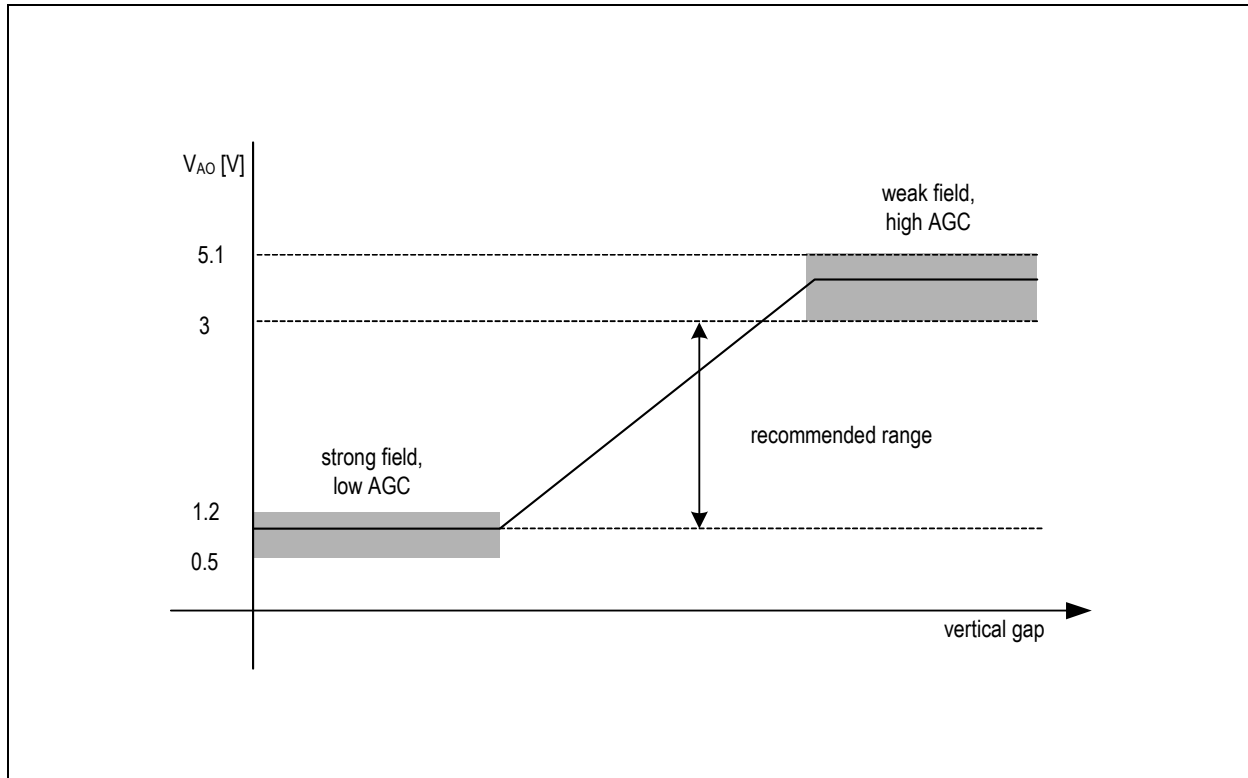 V_AO [V]
weak field,
high AGC
5.1
3
recommended range
strong field,
low AGC
1.2
0.5
vertical gap